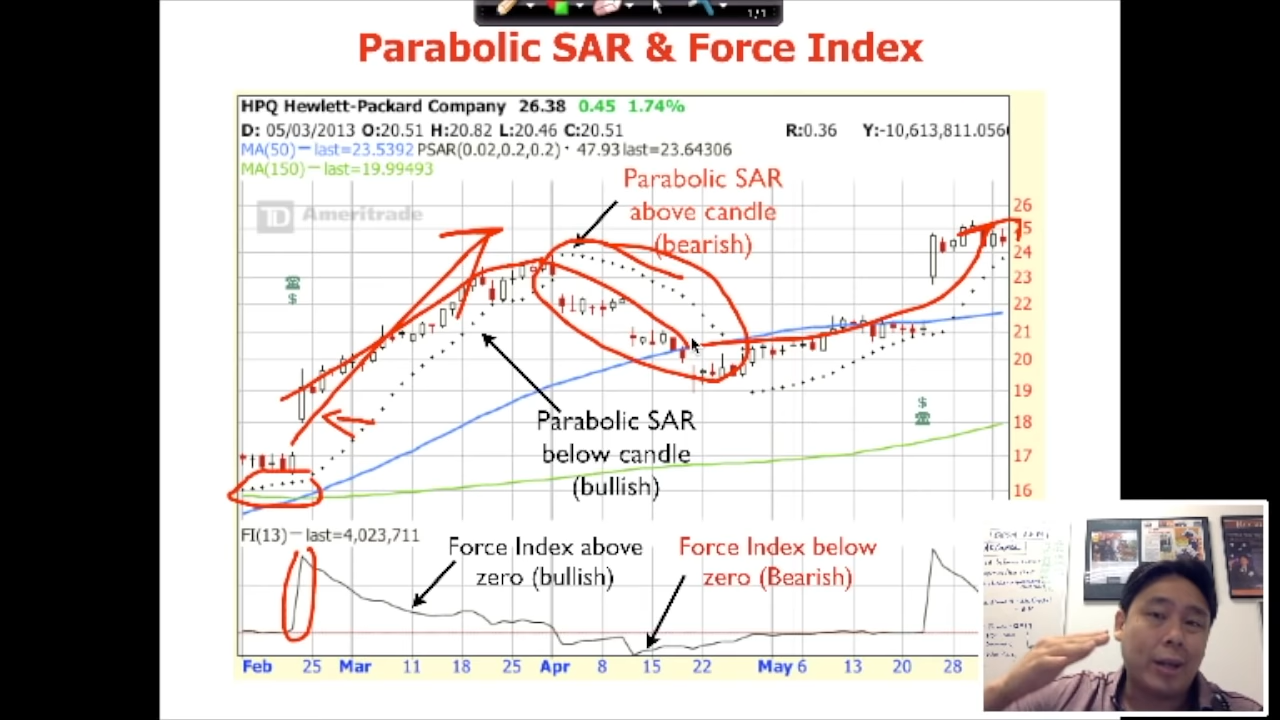 1/1
Parabolic SAR & Force Index
HPQ Hewlett-Packard Company 26.38 0.45 1.74%
D: 05/03/2013 O:20.51 H:20.82 L:20.46 C:20.51 R:0.36 Y:-10,613,811.056
MA(50) — last=23.5392 PSAR(0.02,0.2,0.2) · 47.93 last=23.64306
MA(150) — last=19.99493
Parabolic SAR
above candle
(bearish)
TD Ameritrade
26
25
24
23
22
21
20
19
18
17
16
$
$
Parabolic SAR
below candle
(bullish)
FI(13) — last=4,023,711
Force Index above
zero (bullish)
Force Index below
zero (Bearish)
Feb 25 Mar 11 18 25 Apr 8 15 22 May 6 13 20 28